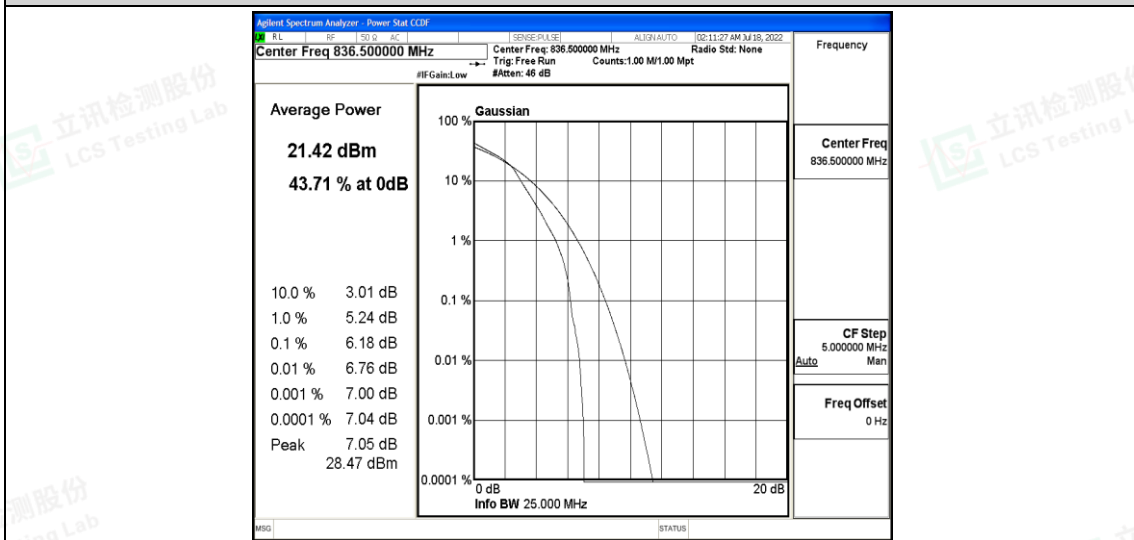 Agilent Spectrum Analyzer - Power Stat CCDF
RL RF 50 Ω AC SENSE:PULSE ALIGNAUTO 02:11:27 AM Jul 18, 2022
Center Freq 836.500000 MHz
Center Freq: 836.500000 MHz Radio Std: None
Trig: Free Run Counts:1.00 M/1.00 Mpt
#IFGain:Low #Atten: 46 dB
Frequency
Average Power
21.42 dBm
43.71 % at 0dB
10.0 % 3.01 dB
1.0 % 5.24 dB
0.1 % 6.18 dB
0.01 % 6.76 dB
0.001 % 7.00 dB
0.0001 % 7.04 dB
Peak 7.05 dB
28.47 dBm
Gaussian
100 %
10 %
1 %
0.1 %
0.01 %
0.001 %
0.0001 %
0 dB 20 dB
Info BW 25.000 MHz
Center Freq
836.500000 MHz
CF Step
5.000000 MHz
Auto Man
Freq Offset
0 Hz
MSG STATUS
立讯检测股份
LCS Testing Lab
立讯检测股份
LCS Testing L
测股份
ing Lab